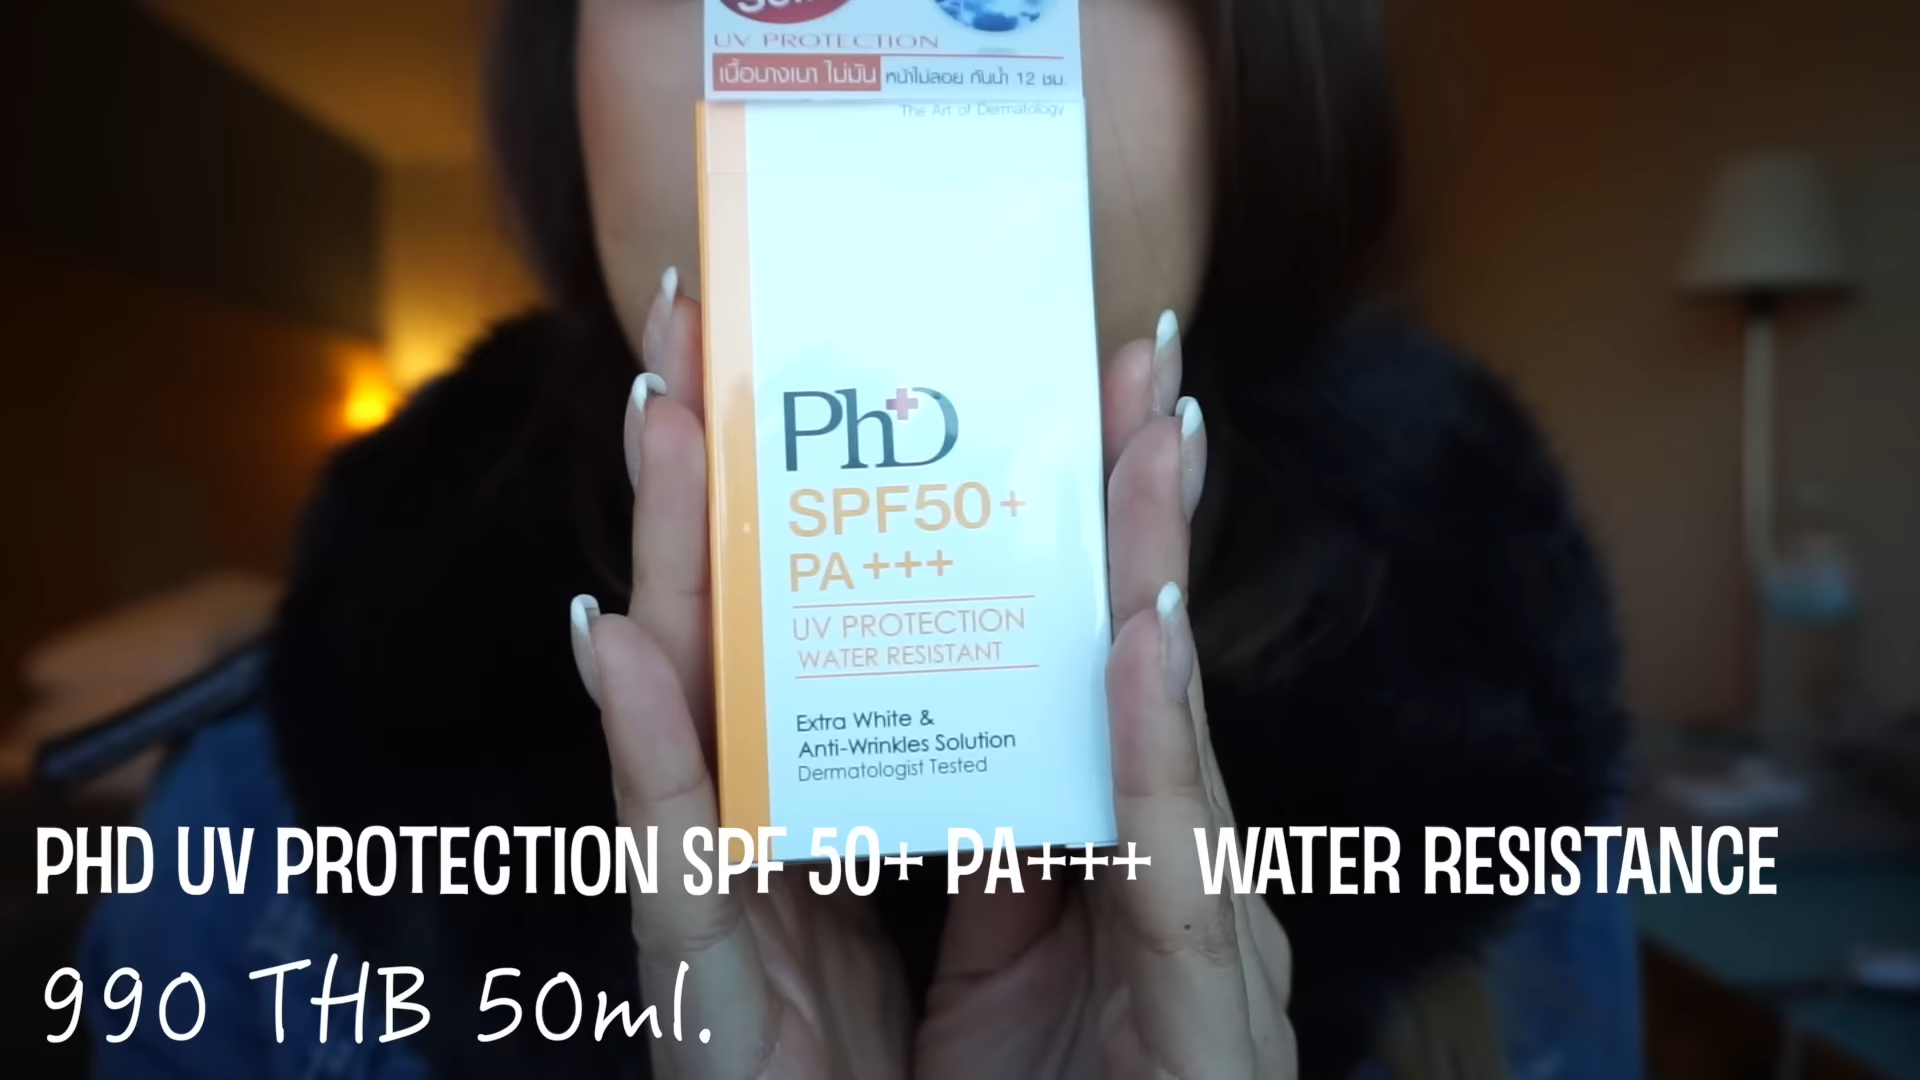 UV PROTECTION
เนื้อบางเบา ไม่มัน หน้าไม่ลอย กันน้ำ 12 ชม.
The Art of Dermatology
PhD
SPF50+
PA+++
UV PROTECTION
WATER RESISTANT
Extra White &
Anti-Wrinkles Solution
Dermatologist Tested
PHD UV PROTECTION SPF 50+ PA+++ WATER RESISTANCE
990 THB 50ml.